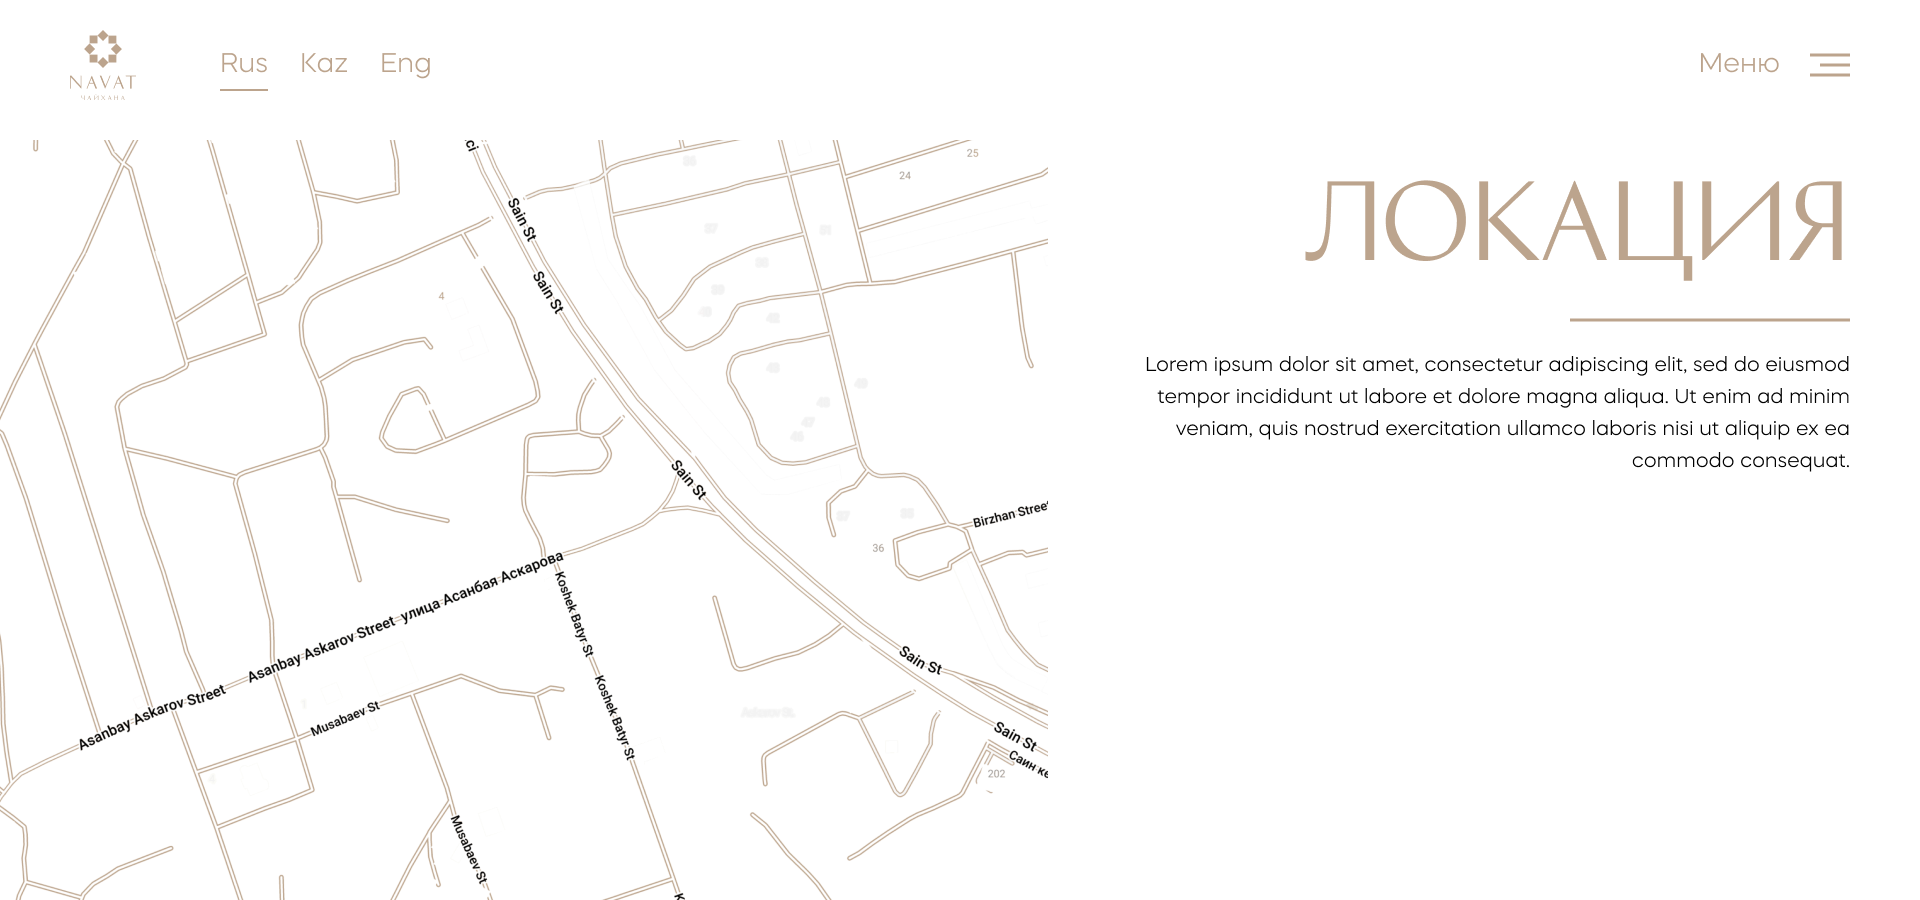 NAVAT
ЧАЙХАНА
Rus Kaz Eng
Меню
ЛОКАЦИЯ
Lorem ipsum dolor sit amet, consectetur adipiscing elit, sed do eiusmod
tempor incididunt ut labore et dolore magna aliqua. Ut enim ad minim
veniam, quis nostrud exercitation ullamco laboris nisi ut aliquip ex ea
commodo consequat.
25
24
Sain St
4
Sain St
Sain St
Birzhan Street
36
улица Асанбая Аскарова
Asanbay Askarov Street
Asanbay Askarov Street
Koshek Batyr St
Koshek Batyr St
Musabaev St
Musabaev St
Sain St
Sain St
Саин ке
202